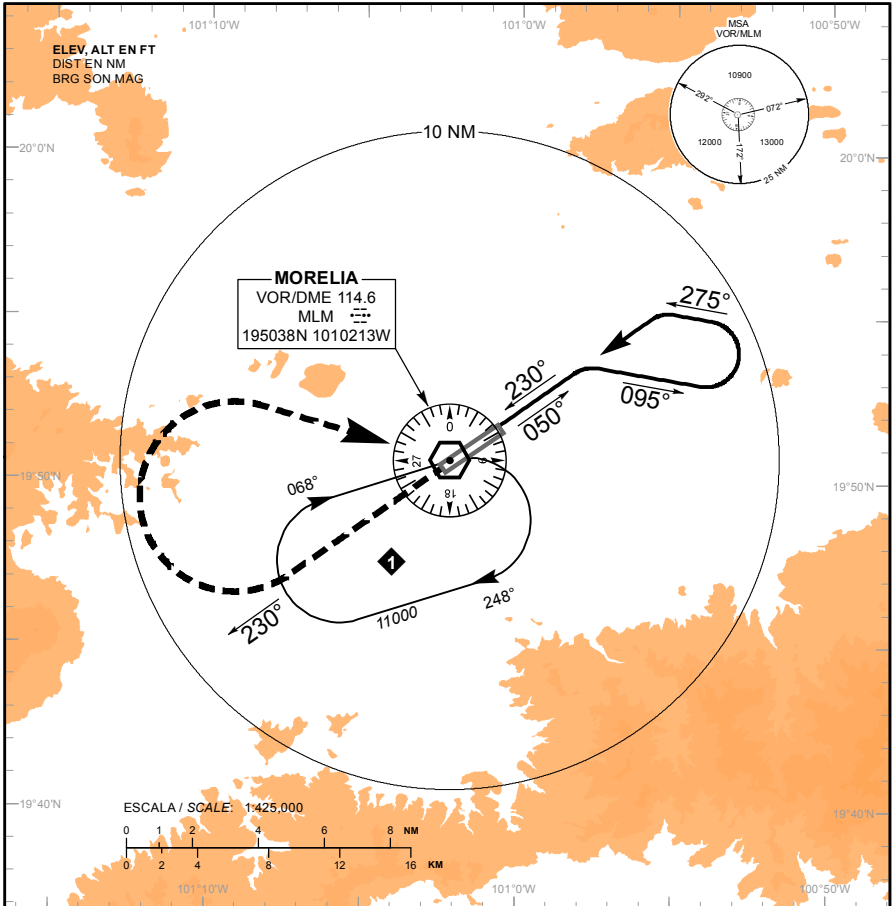 101°10'W
101°0'W
100°50'W
ELEV, ALT EN FT
DIST EN NM
BRG SON MAG
MSA
VOR/MLM
10900
292°
072°
12000
13000
172°
25 NM
20°0'N
10 NM
20°0'N
MORELIA
VOR/DME 114.6
MLM
195038N 1010213W
275°
230°
050°
095°
0
27
9
18
19°50'N
19°50'N
068°
1
248°
11000
230°
19°40'N
19°40'N
ESCALA / SCALE: 1:425,000
0 1 2 4 6 8 NM
0 2 4 8 12 16 KM
101°10'W
101°0'W
100°50'W